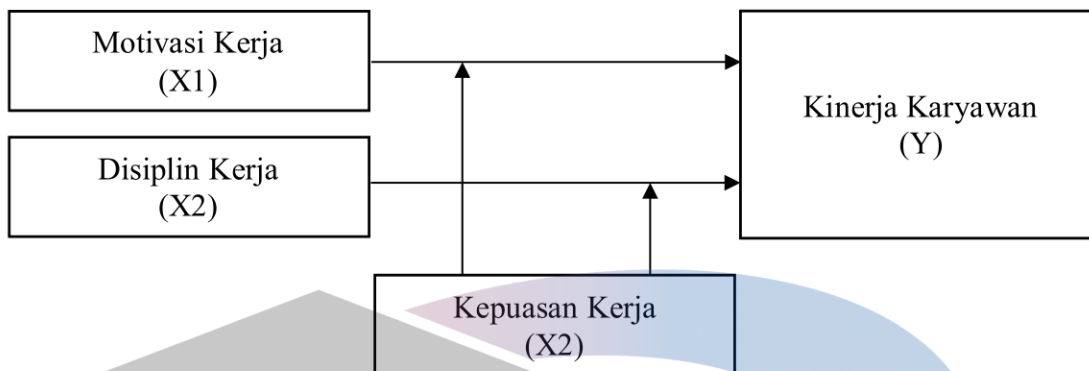 Motivasi Kerja
(X1)
Disiplin Kerja
(X2)
Kinerja Karyawan
(Y)
Kepuasan Kerja
(X2)